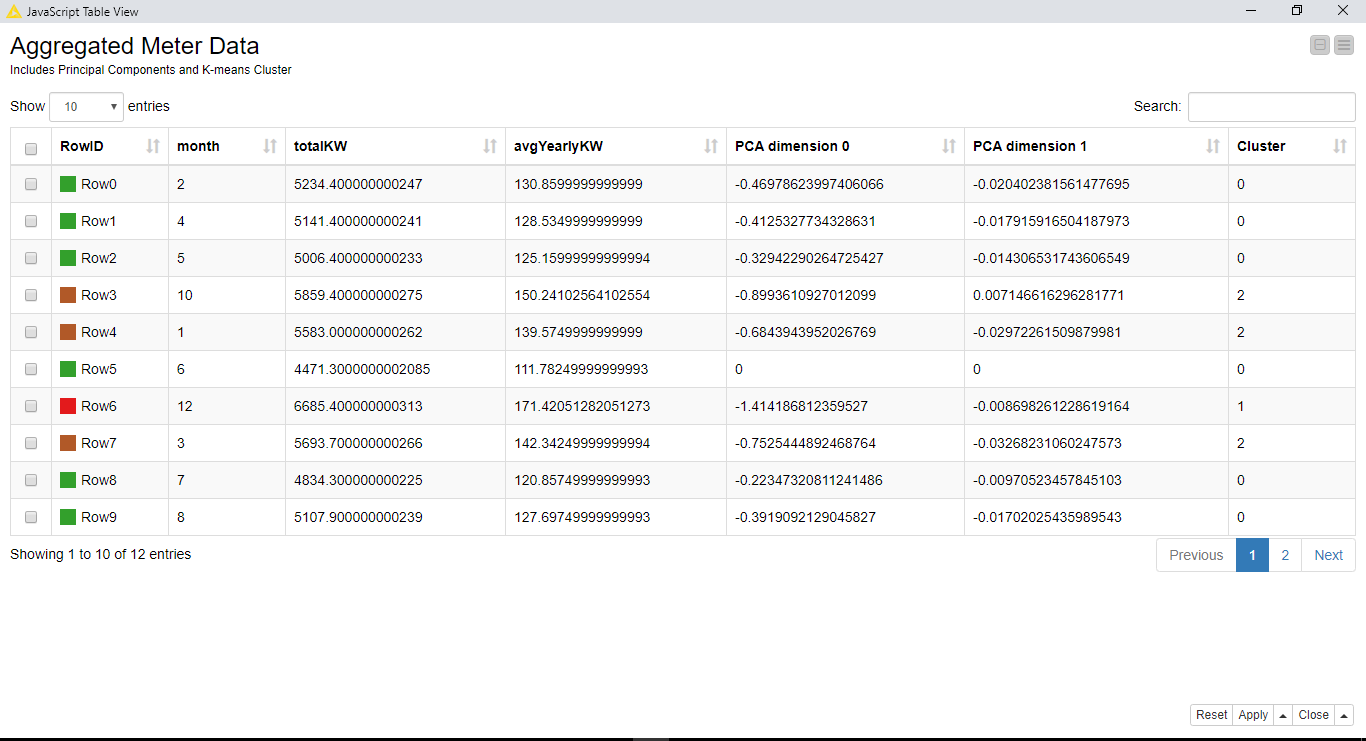 JavaScript Table View
Aggregated Meter Data
Includes Principal Components and K-means Cluster
Show 10 entries Search:
RowID month totalKW avgYearlyKW PCA dimension 0 PCA dimension 1 Cluster
Row0 2 5234.400000000247 130.8599999999999 -0.46978623997406066 -0.020402381561477695 0
Row1 4 5141.400000000241 128.5349999999999 -0.4125327734328631 -0.017915916504187973 0
Row2 5 5006.400000000233 125.15999999999994 -0.32942290264725427 -0.014306531743606549 0
Row3 10 5859.400000000275 150.24102564102554 -0.8993610927012099 0.007146616296281771 2
Row4 1 5583.000000000262 139.5749999999999 -0.6843943952026769 -0.02972261509879981 2
Row5 6 4471.3000000002085 111.78249999999993 0 0 0
Row6 12 6685.400000000313 171.42051282051273 -1.414186812359527 -0.008698261228619164 1
Row7 3 5693.700000000266 142.34249999999994 -0.7525444892468764 -0.03268231060247573 2
Row8 7 4834.300000000225 120.85749999999993 -0.22347320811241486 -0.00970523457845103 0
Row9 8 5107.900000000239 127.69749999999993 -0.3919092129045827 -0.01702025435989543 0
Showing 1 to 10 of 12 entries Previous 1 2 Next
Reset Apply Close